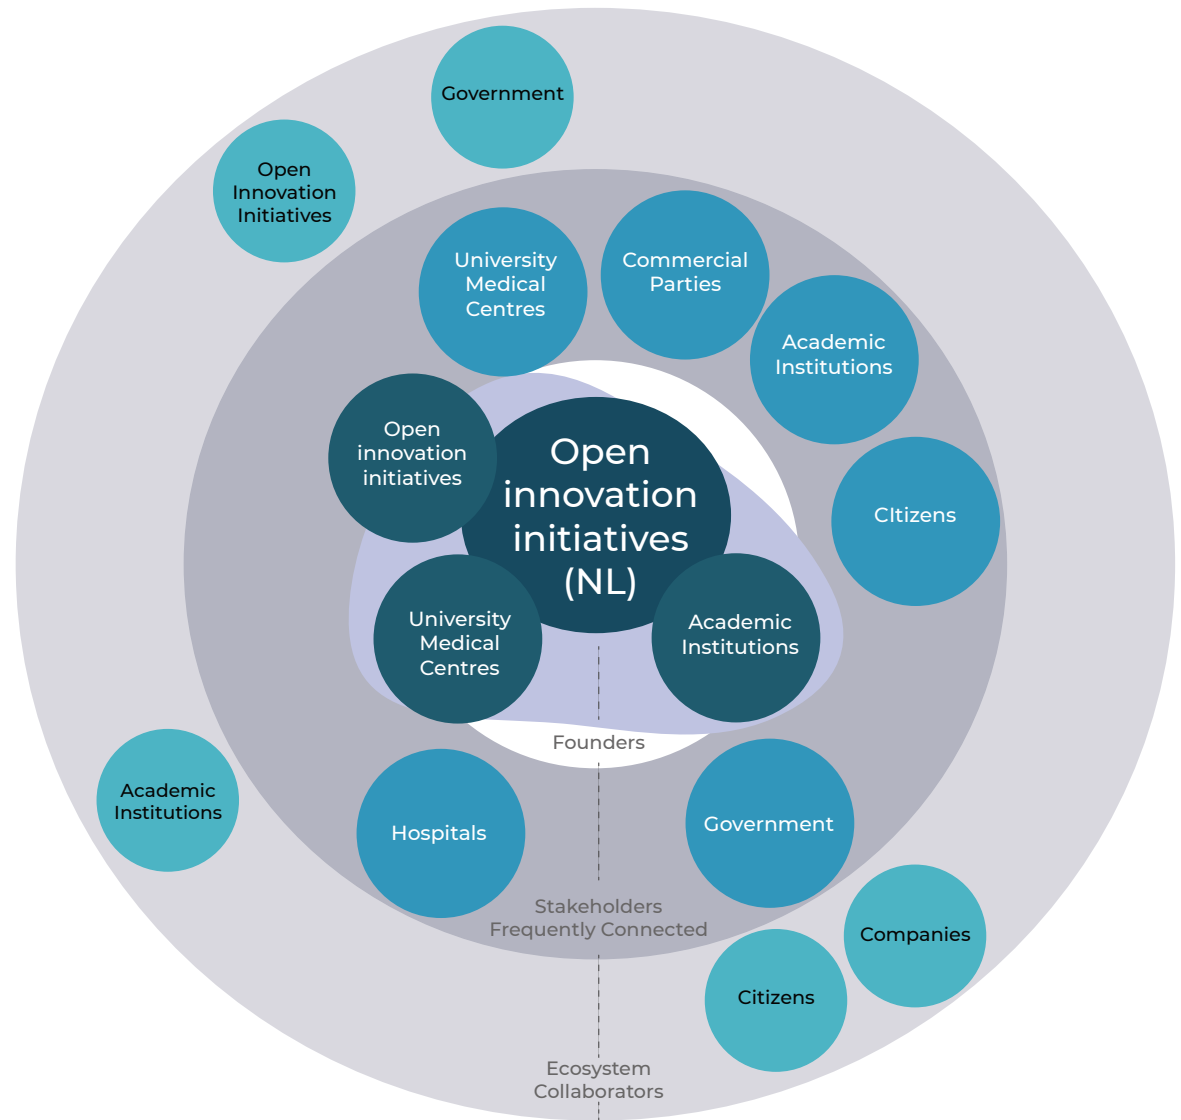 Government
Open
Innovation
Initiatives
University
Medical
Centres
Commercial
Parties
Academic
Institutions
Open
innovation
initiatives
Open
innovation
initiatives
(NL)
CItizens
University
Medical
Centres
Academic
Institutions
Founders
Academic
Institutions
Hospitals
Government
Stakeholders
Frequently Connected
Companies
Citizens
Ecosystem
Collaborators